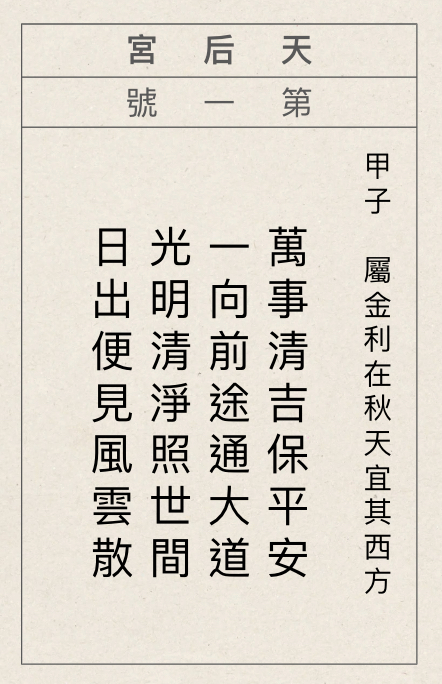 天后宮
第一號
甲子 屬金利在秋天宜其西方
萬事清吉保平安
一向前途通大道
光明清淨照世間
日出便見風雲散